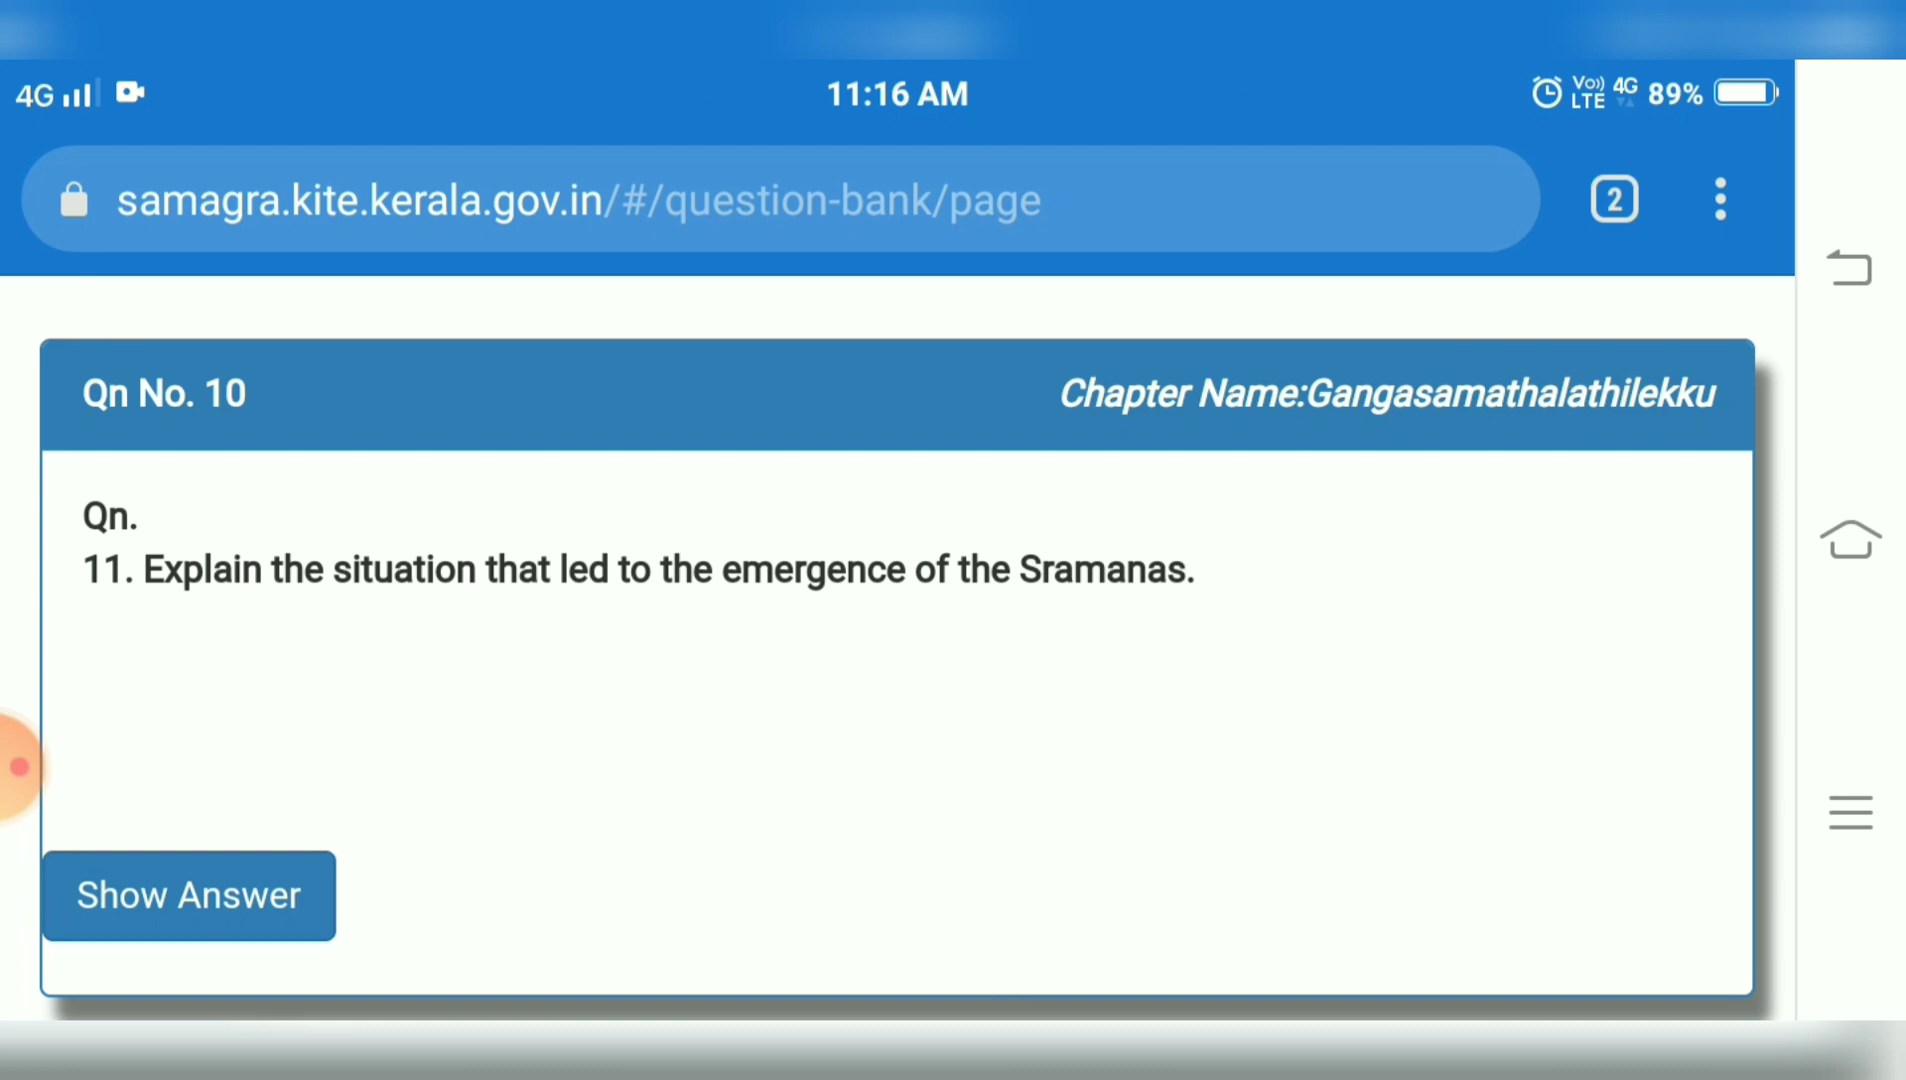 4G 11:16 AM Vo)) LTE 4G 89%
samagra.kite.kerala.gov.in/#/question-bank/page 2
Qn No. 10 Chapter Name:Gangasamathalathilekku
Qn.
11. Explain the situation that led to the emergence of the Sramanas.
Show Answer